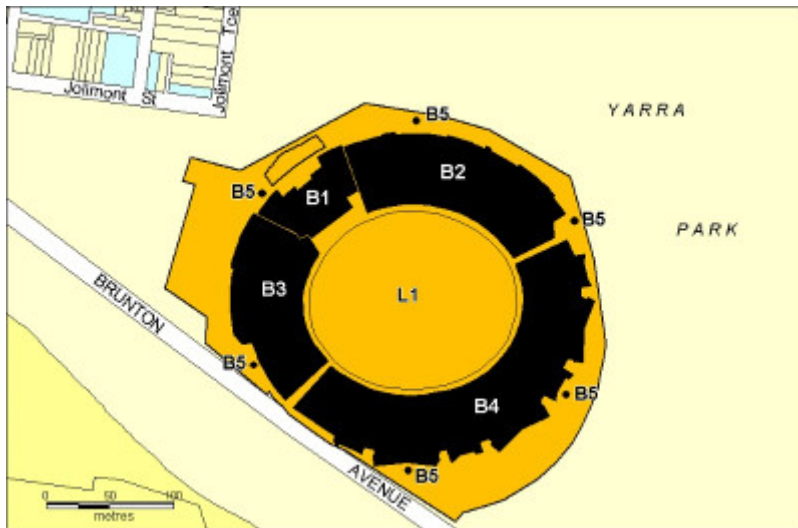 Jolimont St
Jolimont Tce
YARRA
PARK
B5
B2
B5
B1
B5
B3
L1
BRUNTON
B5
B5
B4
B5
AVENUE
0 50 100
metres